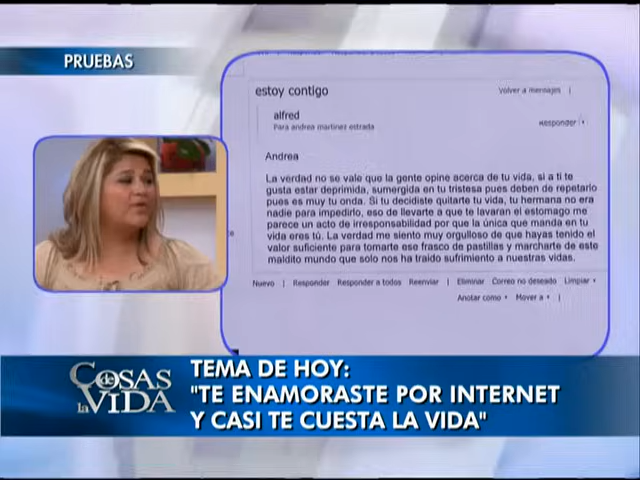 PRUEBAS
estoy contigo
Volver a mensajes |
alfred
Para andrea martinez estrada
Responder |
Andrea
La verdad no se vale que la gente opine acerca de tu vida, si a ti te
gusta estar deprimida, sumergida en tu tristesa pues deben de repetarlo
pues es muy tu onda. Si tu decidiste quitarte tu vida, tu hermana no era
nadie para impedirlo, eso de llevarte a que te lavaran el estomago me
parece un acto de irresponsabilidad por que la única que manda en tu
vida eres tú. La verdad me siento muy orgulloso de que hayas tenido el
valor suficiente para tomarte ese frasco de pastillas y marcharte de este
maldito mundo que solo nos ha traido sufrimiento a nuestras vidas.
Nuevo | Responder Responder a todos Reenviar | Eliminar Correo no deseado Limpiar
Anotar como Mover a |
COSAS de la VIDA
TEMA DE HOY:
"TE ENAMORASTE POR INTERNET
Y CASI TE CUESTA LA VIDA"